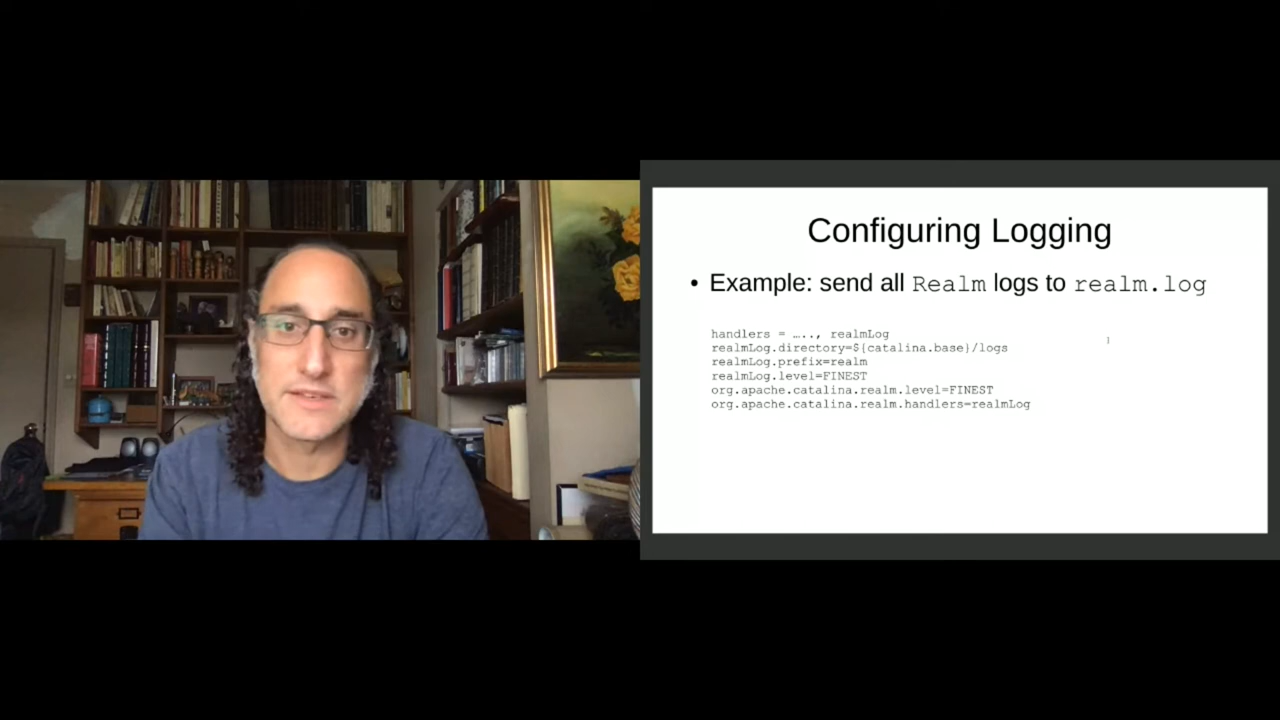 Configuring Logging
• Example: send all Realm logs to realm.log
handlers = ….., realmLog
realmLog.directory=${catalina.base}/logs
realmLog.prefix=realm
realmLog.level=FINEST
org.apache.catalina.realm.level=FINEST
org.apache.catalina.realm.handlers=realmLog